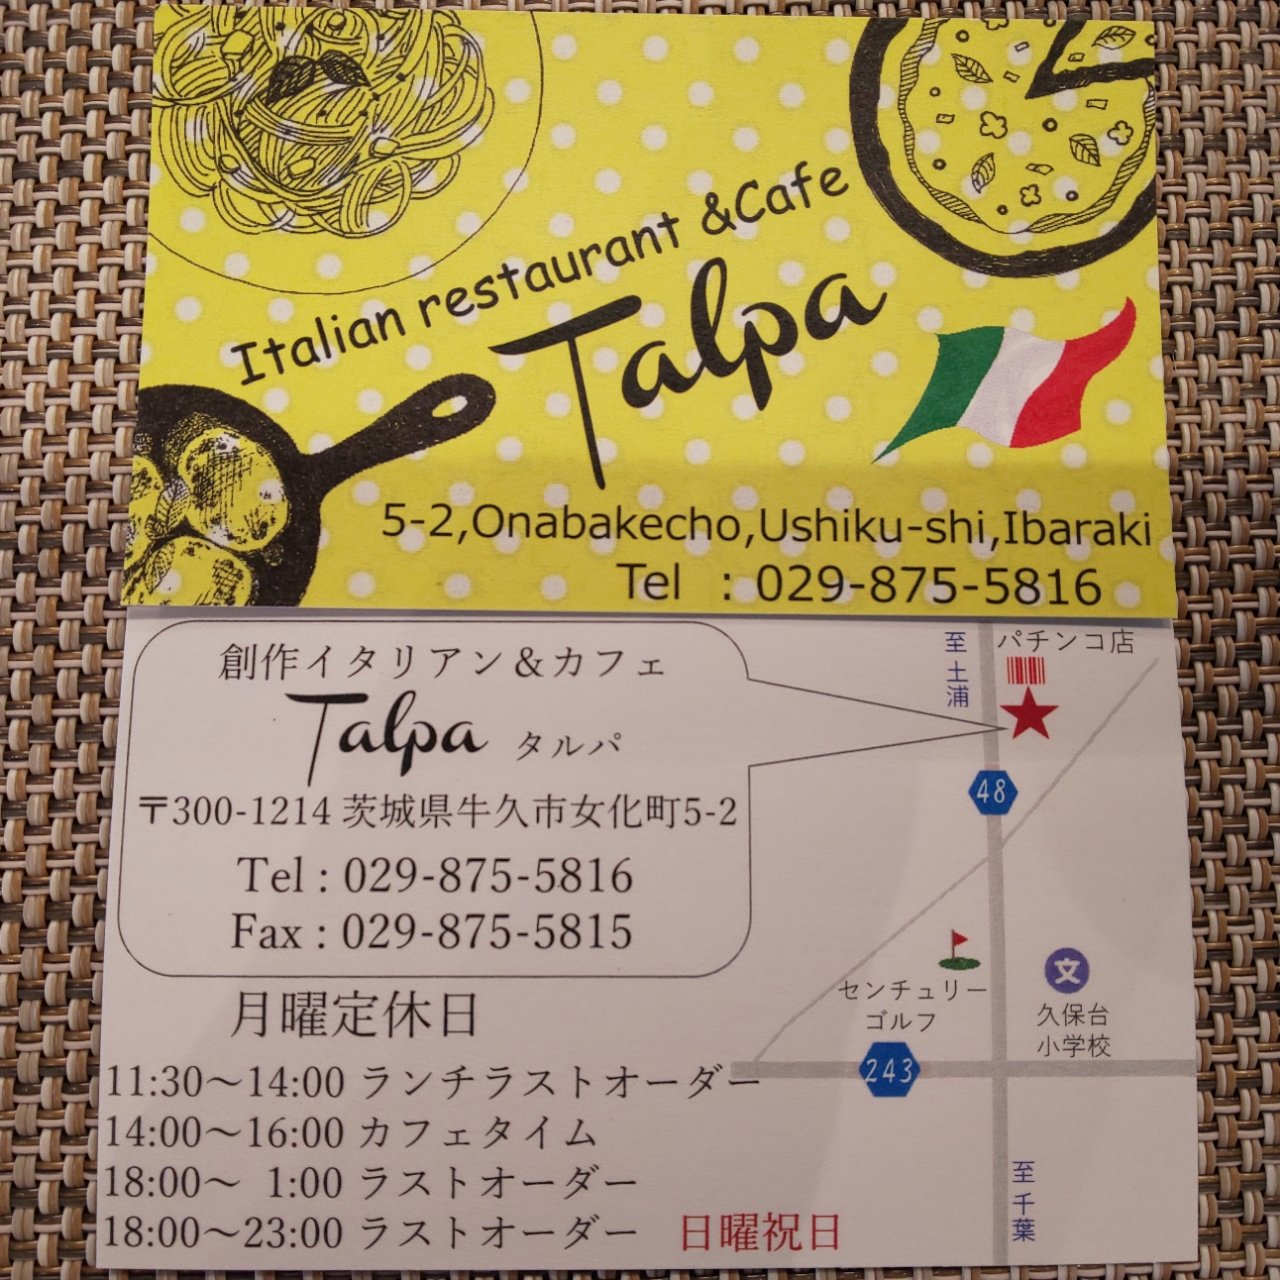 Italian restaurant &Cafe
Talpa
5-2,Onabakecho,Ushiku-shi,Ibaraki
Tel : 029-875-5816
創作イタリアン＆カフェ
Talpa タルパ
〒300-1214 茨城県牛久市女化町5-2
Tel : 029-875-5816
Fax : 029-875-5815
月曜定休日
11:30〜14:00 ランチラストオーダー
14:00〜16:00 カフェタイム
18:00〜 1:00 ラストオーダー
18:00〜23:00 ラストオーダー 日曜祝日
至土浦
パチンコ店
48
センチュリー
ゴルフ
文
久保台
小学校
243
至千葉